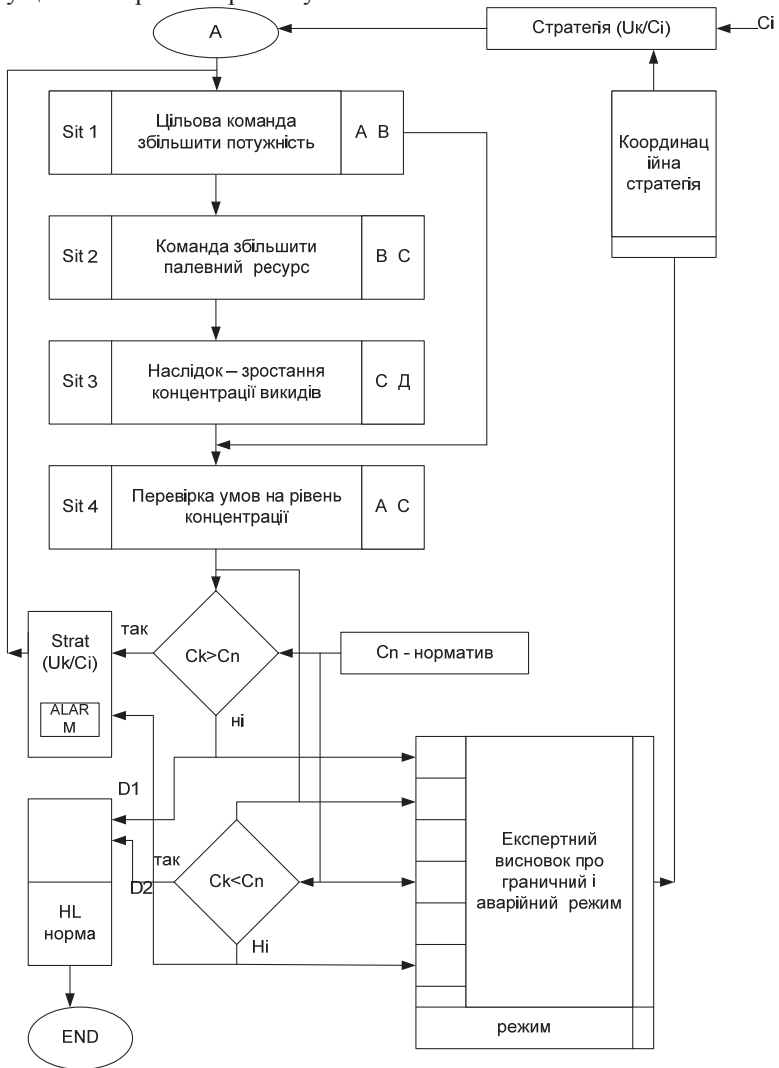 А
Стратегія (Uк/Сі)
Сі
Sit 1
Цільова команда
збільшити потужність
А В
Координац
ійна
стратегія
Sit 2
Команда збільшити
палевний ресурс
В С
Sit 3
Наслідок – зростання
концентрації викидів
С Д
Sit 4
Перевірка умов на рівень
концентрації
А С
Strat
(Uk/Ci)
ALAR
M
так
Ck>Cn
Cn - норматив
ні
D1
так
D2
Ck<Cn
Ні
HL
норма
END
Експертний
висновок про
граничний і
аварійний режим
режим